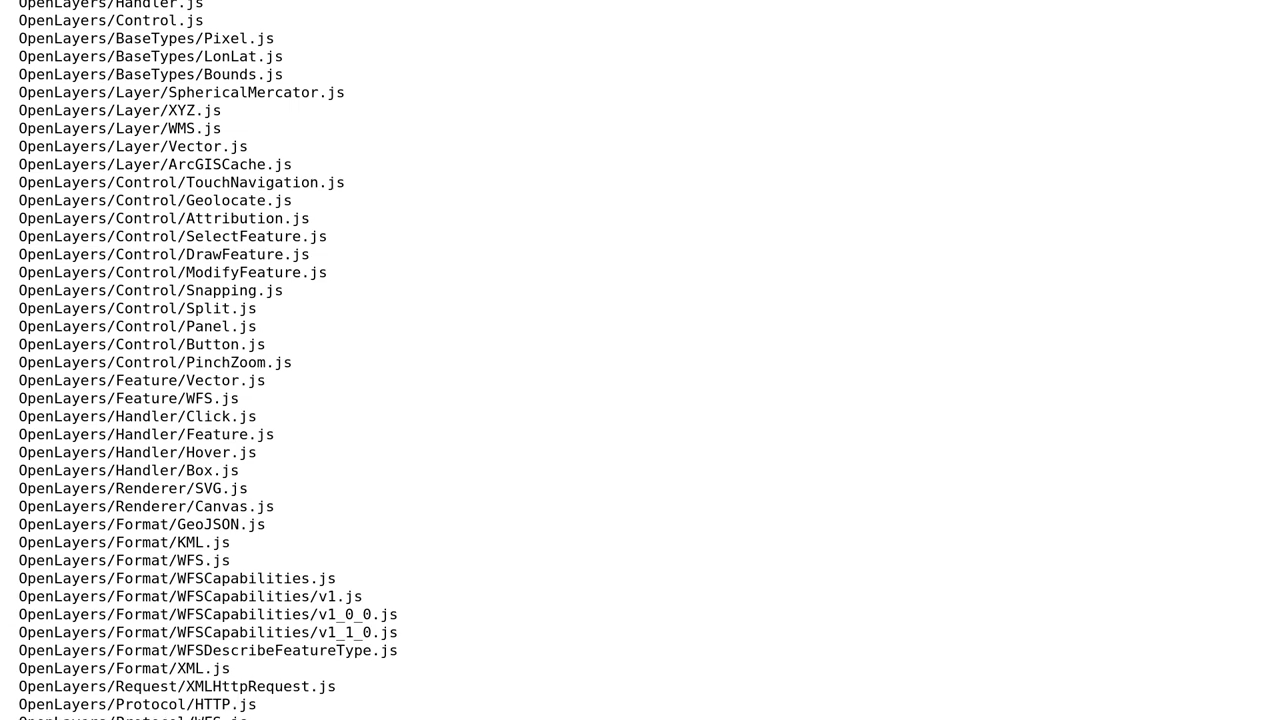 OpenLayers/Handler.js
OpenLayers/Control.js
OpenLayers/BaseTypes/Pixel.js
OpenLayers/BaseTypes/LonLat.js
OpenLayers/BaseTypes/Bounds.js
OpenLayers/Layer/SphericalMercator.js
OpenLayers/Layer/XYZ.js
OpenLayers/Layer/WMS.js
OpenLayers/Layer/Vector.js
OpenLayers/Layer/ArcGISCache.js
OpenLayers/Control/TouchNavigation.js
OpenLayers/Control/Geolocate.js
OpenLayers/Control/Attribution.js
OpenLayers/Control/SelectFeature.js
OpenLayers/Control/DrawFeature.js
OpenLayers/Control/ModifyFeature.js
OpenLayers/Control/Snapping.js
OpenLayers/Control/Split.js
OpenLayers/Control/Panel.js
OpenLayers/Control/Button.js
OpenLayers/Control/PinchZoom.js
OpenLayers/Feature/Vector.js
OpenLayers/Feature/WFS.js
OpenLayers/Handler/Click.js
OpenLayers/Handler/Feature.js
OpenLayers/Handler/Hover.js
OpenLayers/Handler/Box.js
OpenLayers/Renderer/SVG.js
OpenLayers/Renderer/Canvas.js
OpenLayers/Format/GeoJSON.js
OpenLayers/Format/KML.js
OpenLayers/Format/WFS.js
OpenLayers/Format/WFSCapabilities.js
OpenLayers/Format/WFSCapabilities/v1.js
OpenLayers/Format/WFSCapabilities/v1_0_0.js
OpenLayers/Format/WFSCapabilities/v1_1_0.js
OpenLayers/Format/WFSDescribeFeatureType.js
OpenLayers/Format/XML.js
OpenLayers/Request/XMLHttpRequest.js
OpenLayers/Protocol/HTTP.js
OpenLayers/Protocol/WFS.js